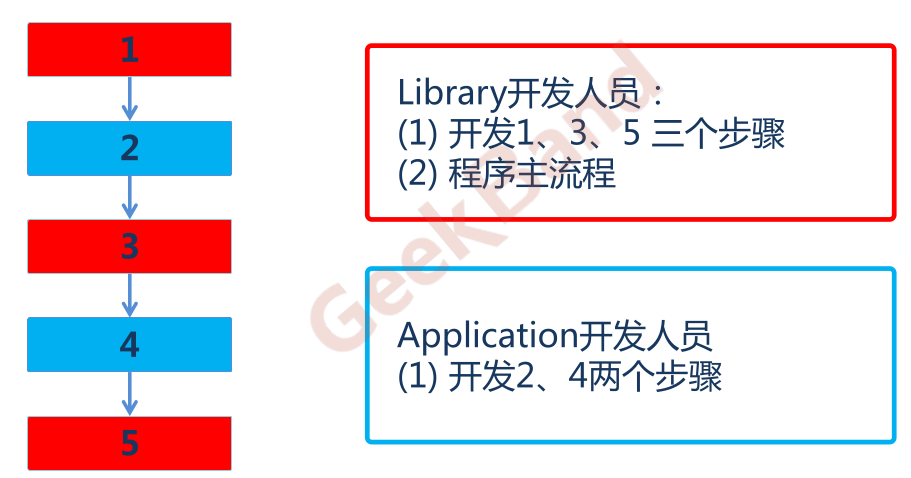 1
2
3
4
5
Library开发人员：
(1) 开发1、3、5 三个步骤
(2) 程序主流程
Application开发人员
(1) 开发2、4两个步骤
GeekBand